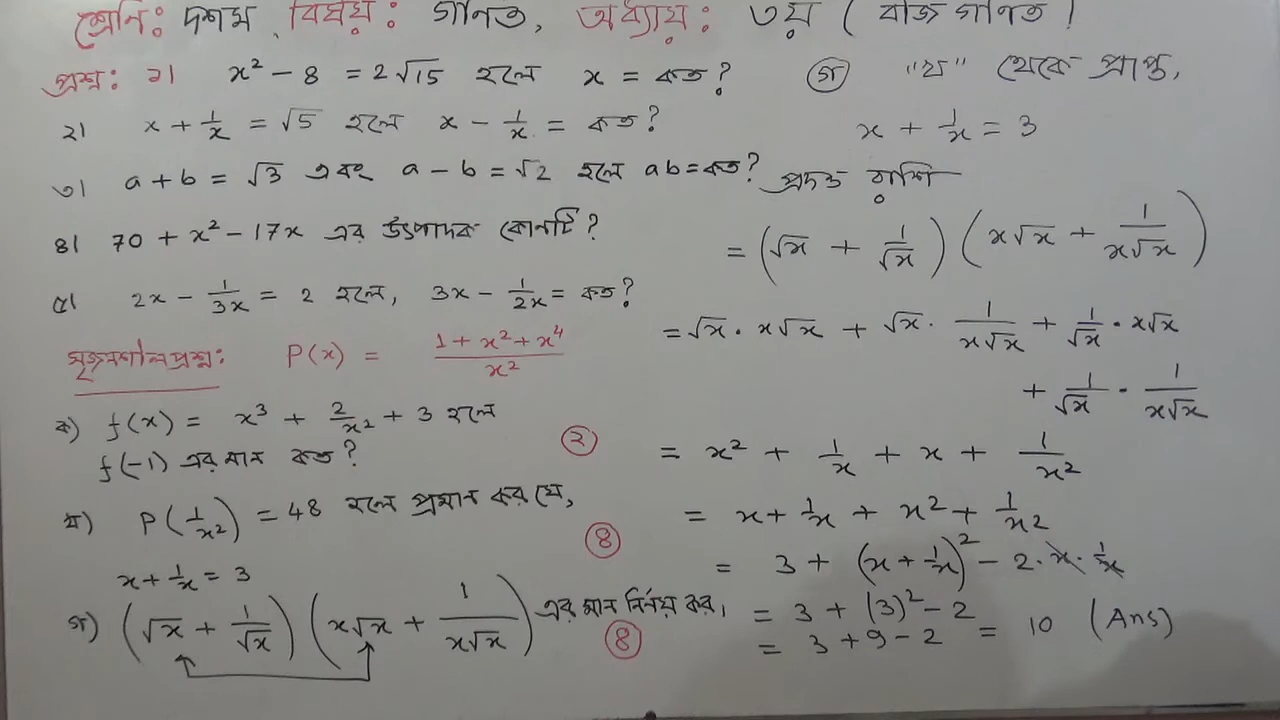 শ্রেনি: দশম, বিষয়: গনিত, অধ্যায়: ৩য় ( বীজ গনিত )
প্রশ্ন: ১। x² - 8 = 2√15 হলে x = কত?
২। x + 1/x = √5 হলে x - 1/x = কত?
৩। a + b = √3 এবং a - b = √2 হলে ab = কত?
৪। 70 + x² - 17x এর উৎপাদক কোনটি?
৫। 2x - 1/3x = 2 হলে, 3x - 1/2x = কত?
সৃজনশীল প্রশ্ন: P(x) = (1 + x² + x⁴)/x²
ক) f(x) = x³ + 2/x² + 3 হলে
f(-1) এর মান কত? ২
খ) P(1/x²) = 48 হলে প্রমান কর যে,
x + 1/x = 3 ৪
গ) (√x + 1/√x) (x√x + 1/x√x) এর মান নির্নয় কর। ৪
গ "খ" থেকে প্রাপ্ত,
x + 1/x = 3
প্রদত্ত রাশি
= (√x + 1/√x) (x√x + 1/x√x)
= √x · x√x + √x · 1/x√x + 1/√x · x√x
+ 1/√x · 1/x√x
= x² + 1/x + x + 1/x²
= x + 1/x + x² + 1/x²
= 3 + (x + 1/x)² - 2 · x · 1/x
= 3 + (3)² - 2
= 3 + 9 - 2 = 10 (Ans)